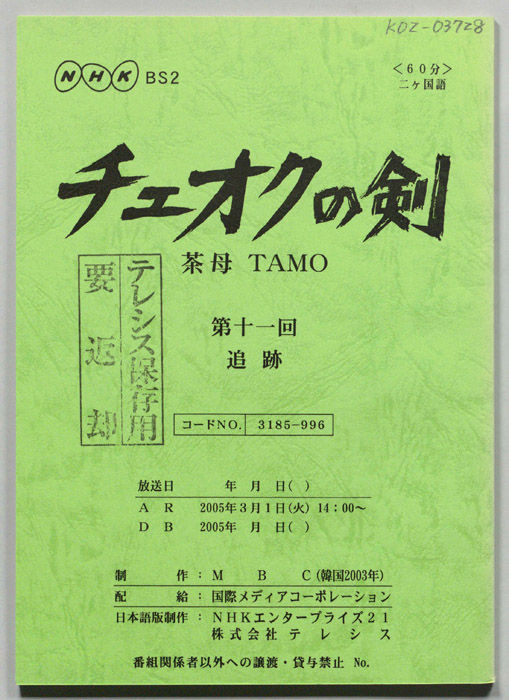 KOZ-03728
NHK BS2
<60分>
二ヶ国語
チェオクの剣
茶母 TAMO
テレシス保存用
要返却
第十一回
追跡
コードNO. 3185-996
放送日 年 月 日( )
AR 2005年3月1日(火) 14:00~
DB 2005年 月 日( )
制作:MBC(韓国2003年)
配給:国際メディアコーポレーション
日本語版制作:NHKエンタープライズ21
株式会社テレシス
番組関係者以外への譲渡・貸与禁止 No.